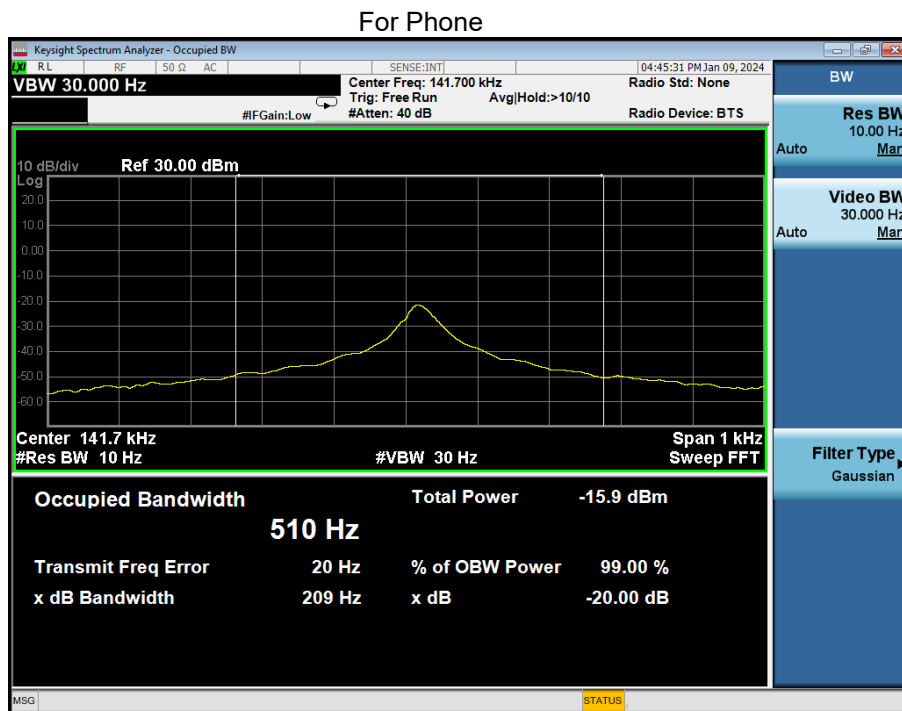 For Phone
Keysight Spectrum Analyzer - Occupied BW
LXI RL RF 50 Ω AC SENSE:INT 04:45:31 PM Jan 09, 2024
VBW 30.000 Hz
Center Freq: 141.700 kHz Radio Std: None
Trig: Free Run Avg|Hold:>10/10
#IFGain:Low #Atten: 40 dB Radio Device: BTS
10 dB/div Ref 30.00 dBm
Log
20.0
10.0
0.00
-10.0
-20.0
-30.0
-40.0
-50.0
-60.0
Center 141.7 kHz Span 1 kHz
#Res BW 10 Hz #VBW 30 Hz Sweep FFT
Occupied Bandwidth Total Power -15.9 dBm
510 Hz
Transmit Freq Error 20 Hz % of OBW Power 99.00 %
x dB Bandwidth 209 Hz x dB -20.00 dB
BW
Res BW
10.00 Hz
Auto Man
Video BW
30.000 Hz
Auto Man
Filter Type
Gaussian
MSG STATUS